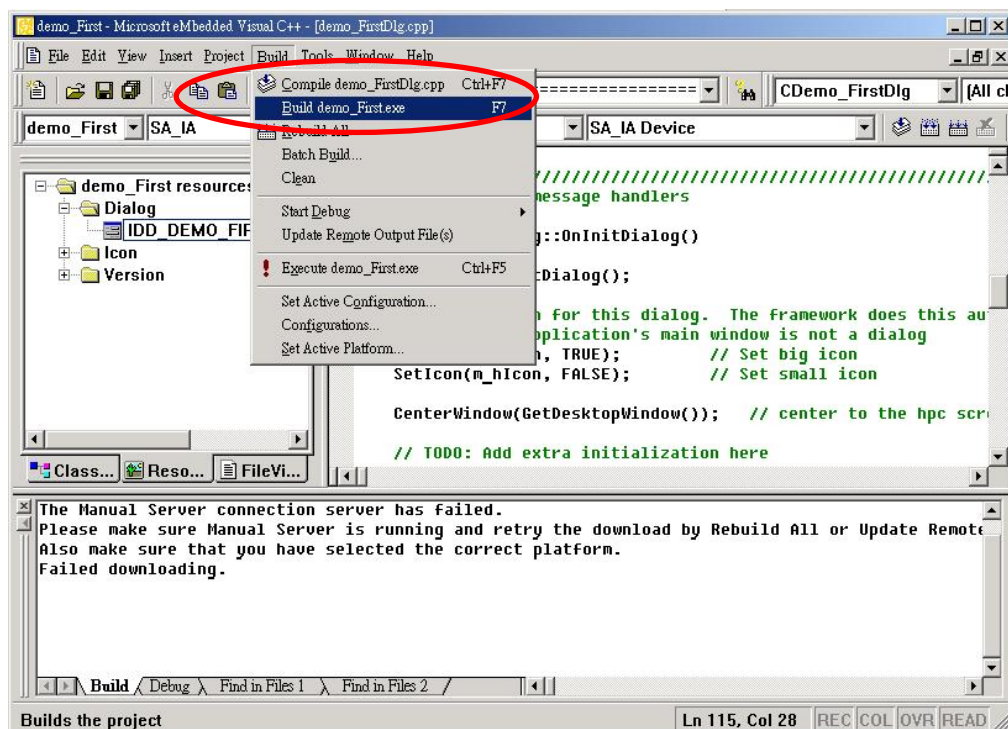 demo_First - Microsoft eMbedded Visual C++ - [demo_FirstDlg.cpp]
File Edit View Insert Project Build Tools Window Help
Compile demo_FirstDlg.cpp Ctrl+F7
Build demo_First.exe F7
Rebuild All
Batch Build...
Clean
Start Debug
Update Remote Output File(s)
Execute demo_First.exe Ctrl+F5
Set Active Configuration...
Configurations...
Set Active Platform...
================= CDemo_FirstDlg (All cl
demo_First SA_IA SA_IA Device
demo_First resources
Dialog
IDD_DEMO_FIR
Icon
Version
Class... Reso... FileVi...
///////////////////////////////////////////.
message handlers
g::OnInitDialog()
tDialog();
n for this dialog. The framework does this au
pplication's main window is not a dialog
n, TRUE); // Set big icon
SetIcon(m_hIcon, FALSE); // Set small icon
CenterWindow(GetDesktopWindow()); // center to the hpc scre
// TODO: Add extra initialization here
The Manual Server connection server has failed.
Please make sure Manual Server is running and retry the download by Rebuild All or Update Remote
Also make sure that you have selected the correct platform.
Failed downloading.
Build Debug Find in Files 1 Find in Files 2
Builds the project Ln 115, Col 28 REC COL OVR READ